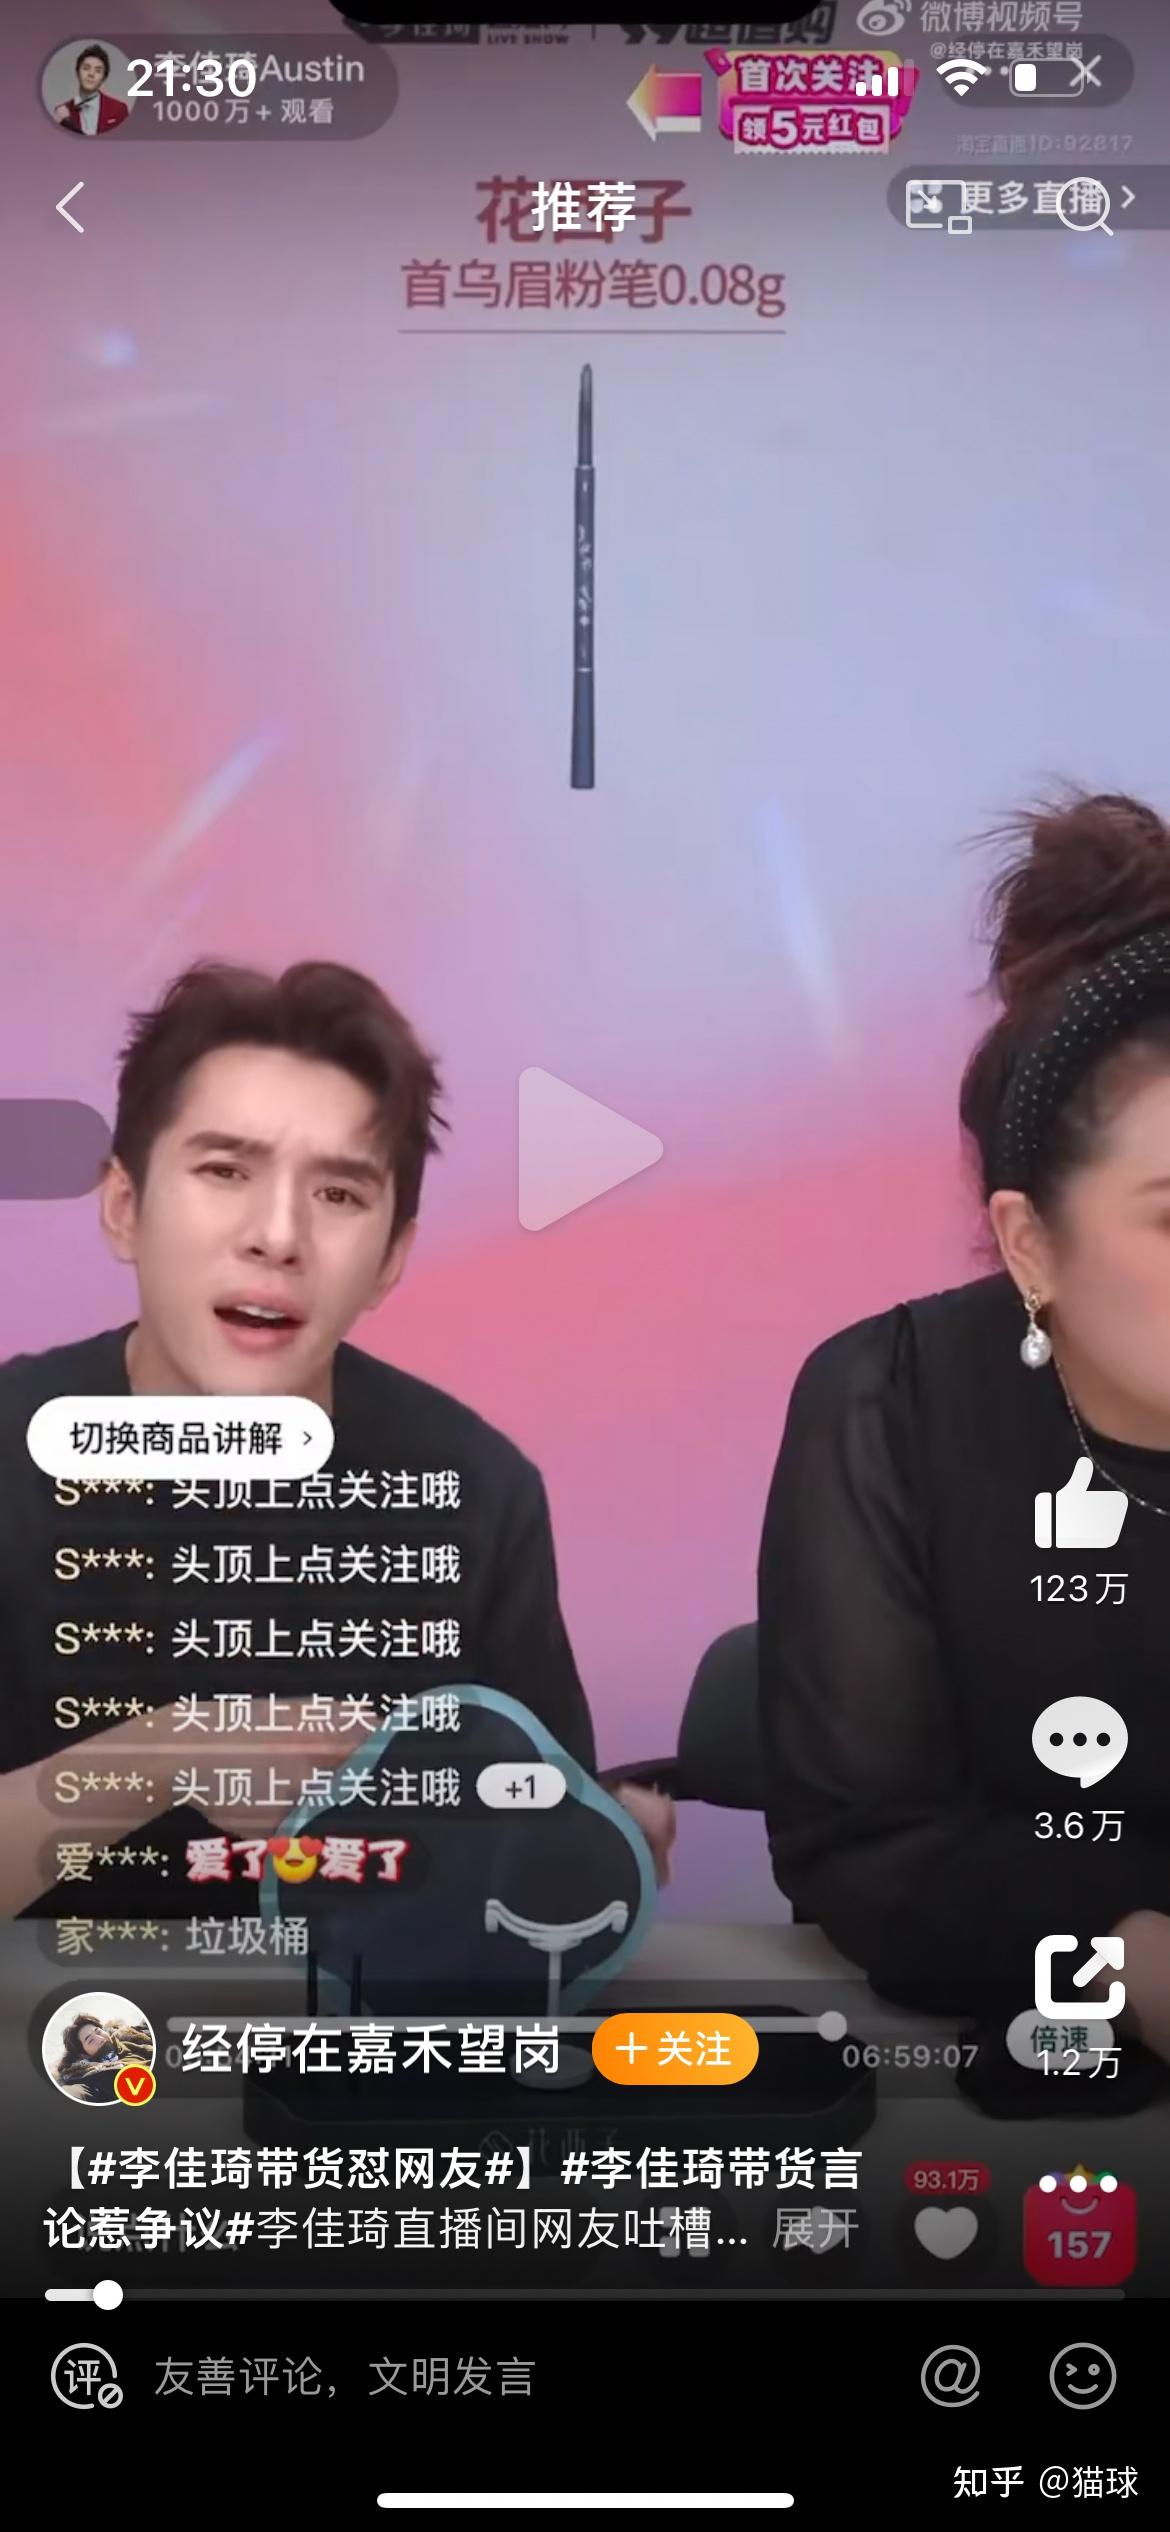 LIVE SHOW
微博视频号
@经停在嘉禾望岗
21:30
李佳琦Austin
1000万+ 观看
首次关注
领5元红包
淘宝直播ID:92817
花西子
推荐
更多直播
首乌眉粉笔0.08g
切换商品讲解
S***: 头顶上点关注哦
S***: 头顶上点关注哦
S***: 头顶上点关注哦
S***: 头顶上点关注哦
S***: 头顶上点关注哦 +1
爱***: 爱了😍爱了
家***: 垃圾桶
123万
3.6万
1.2万
经停在嘉禾望岗
+关注
06:59:07
倍速
【#李佳琦带货怼网友#】#李佳琦带货言
论惹争议#李佳琦直播间网友吐槽... 展开
93.1万
157
评
友善评论，文明发言
@
知乎 @猫球